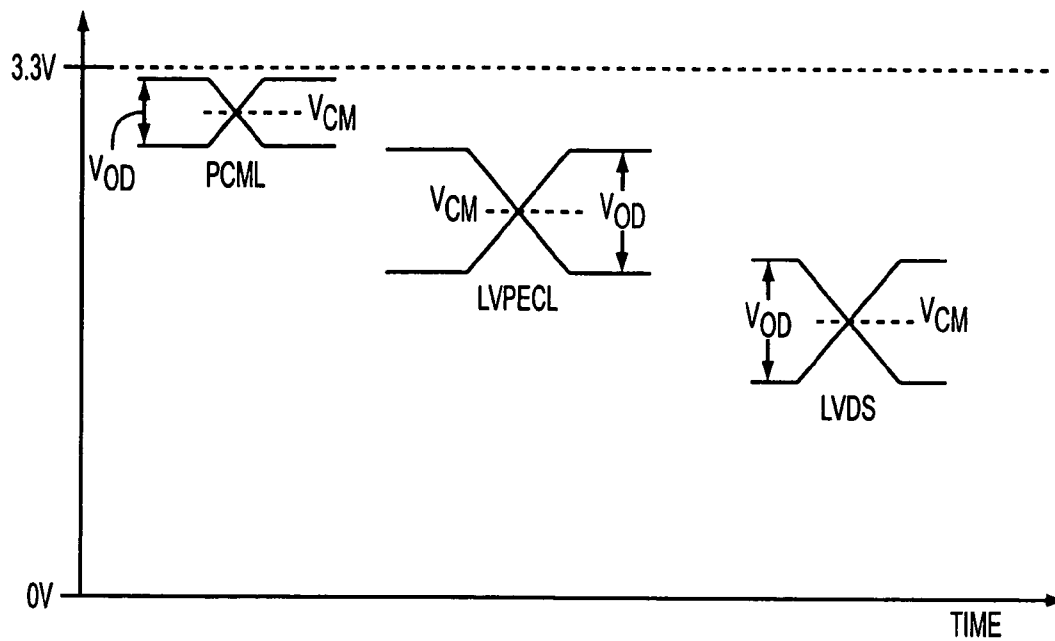 3.3V
VCM
VOD
PCML
VCM
VOD
LVPECL
VOD
VCM
LVDS
0V
TIME